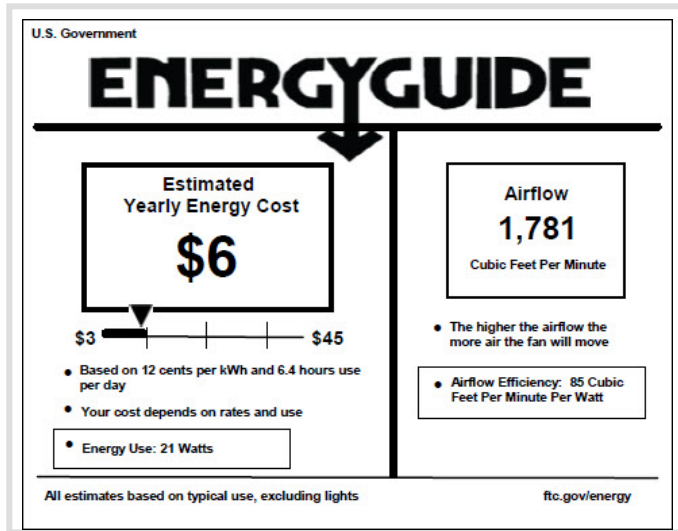 U.S. Government
ENERGYGUIDE
Estimated
Yearly Energy Cost
$6
$3 $45
• Based on 12 cents per kWh and 6.4 hours use
per day
• Your cost depends on rates and use
• Energy Use: 21 Watts
Airflow
1,781
Cubic Feet Per Minute
• The higher the airflow the
more air the fan will move
• Airflow Efficiency: 85 Cubic
Feet Per Minute Per Watt
All estimates based on typical use, excluding lights
ftc.gov/energy